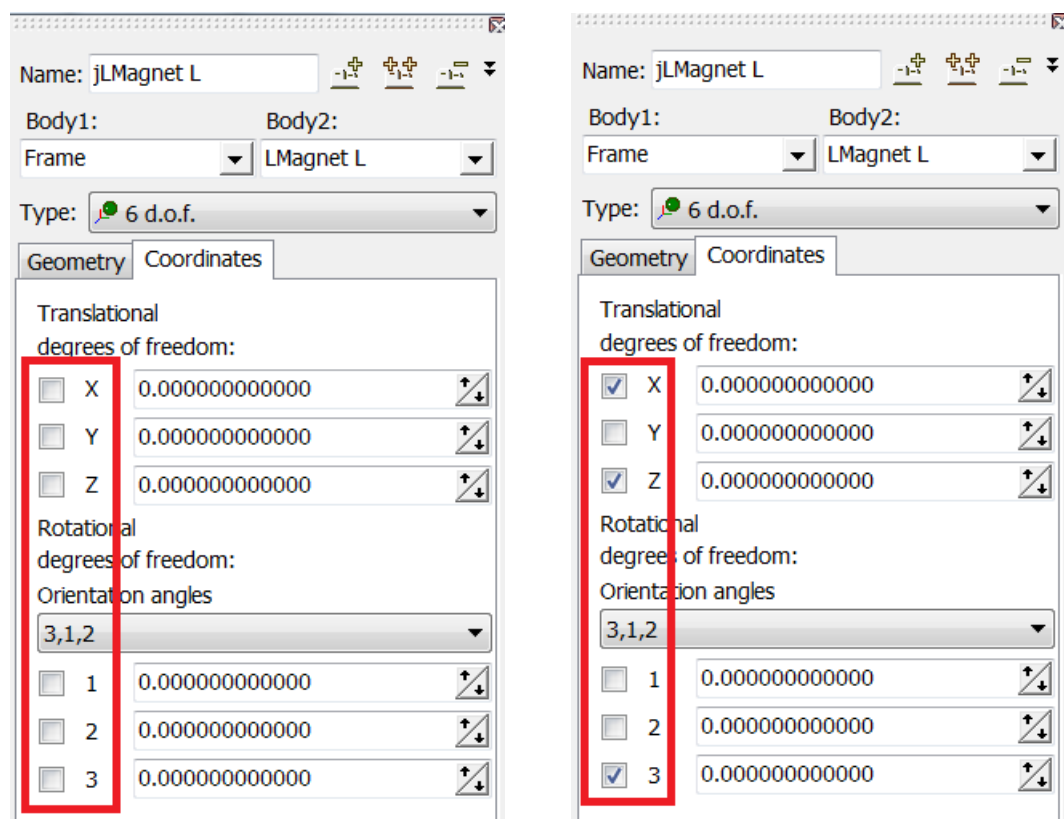 Name: jLMagnet L
Body1: Body2:
Frame LMagnet L
Type: 6 d.o.f.
Geometry Coordinates
Translational
degrees of freedom:
X 0.000000000000
Y 0.000000000000
Z 0.000000000000
Rotational
degrees of freedom:
Orientation angles
3,1,2
1 0.000000000000
2 0.000000000000
3 0.000000000000
Name: jLMagnet L
Body1: Body2:
Frame LMagnet L
Type: 6 d.o.f.
Geometry Coordinates
Translational
degrees of freedom:
X 0.000000000000
Y 0.000000000000
Z 0.000000000000
Rotational
degrees of freedom:
Orientation angles
3,1,2
1 0.000000000000
2 0.000000000000
3 0.000000000000